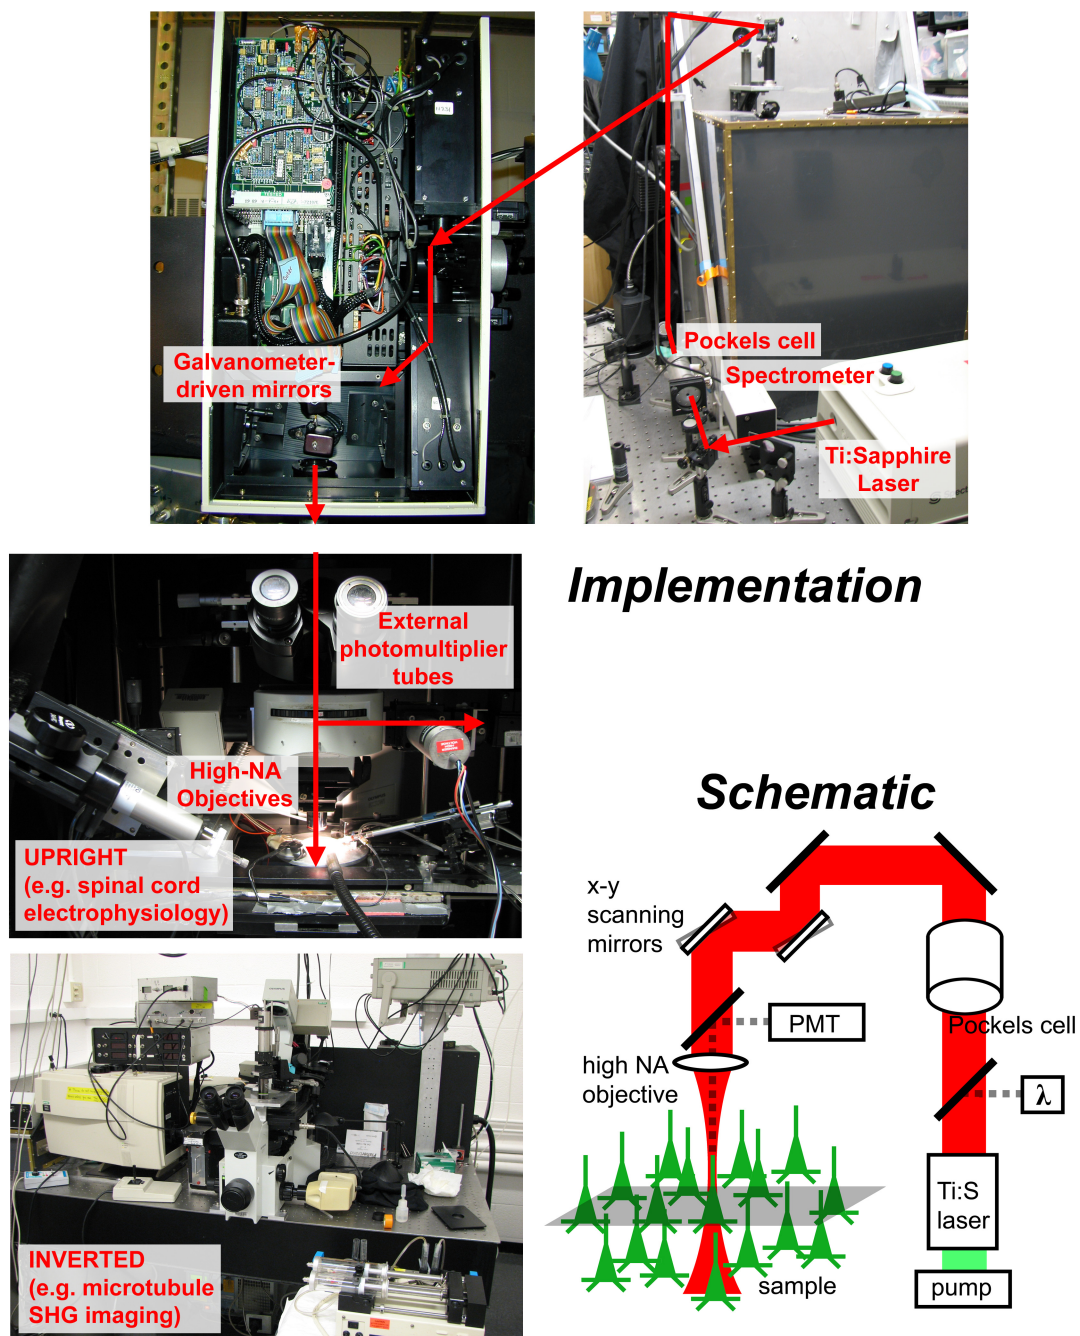 Galvanometer-
driven mirrors
Pockels cell
Spectrometer
Ti:Sapphire
Laser
Implementation
External
photomultiplier
tubes
High-NA
Objectives
UPRIGHT
(e.g. spinal cord
electrophysiology)
INVERTED
(e.g. microtubule
SHG imaging)
Schematic
x-y
scanning
mirrors
PMT
Pockels cell
high NA
objective
λ
Ti:S
laser
sample
pump